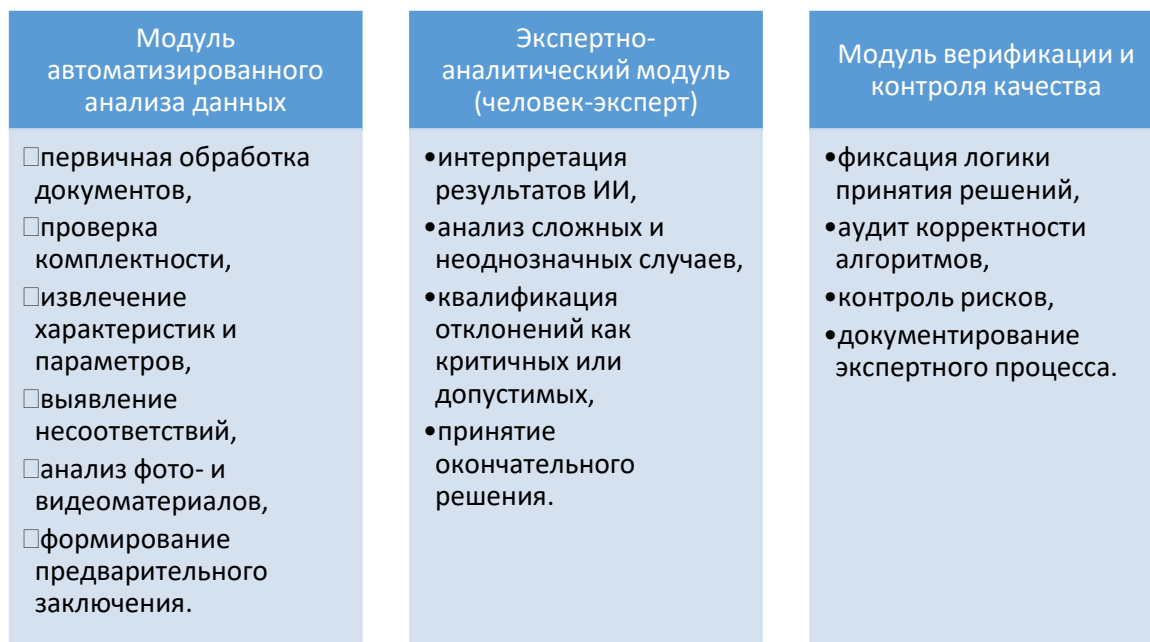 Модуль
автоматизированного
анализа данных
□первичная обработка
документов,
□проверка
комплектности,
□извлечение
характеристик и
параметров,
□выявление
несоответствий,
□анализ фото- и
видеоматериалов,
□формирование
предварительного
заключения.
Экспертно-
аналитический модуль
(человек-эксперт)
•интерпретация
результатов ИИ,
•анализ сложных и
неоднозначных случаев,
•квалификация
отклонений как
критичных или
допустимых,
•принятие
окончательного
решения.
Модуль верификации и
контроля качества
•фиксация логики
принятия решений,
•аудит корректности
алгоритмов,
•контроль рисков,
•документирование
экспертного процесса.